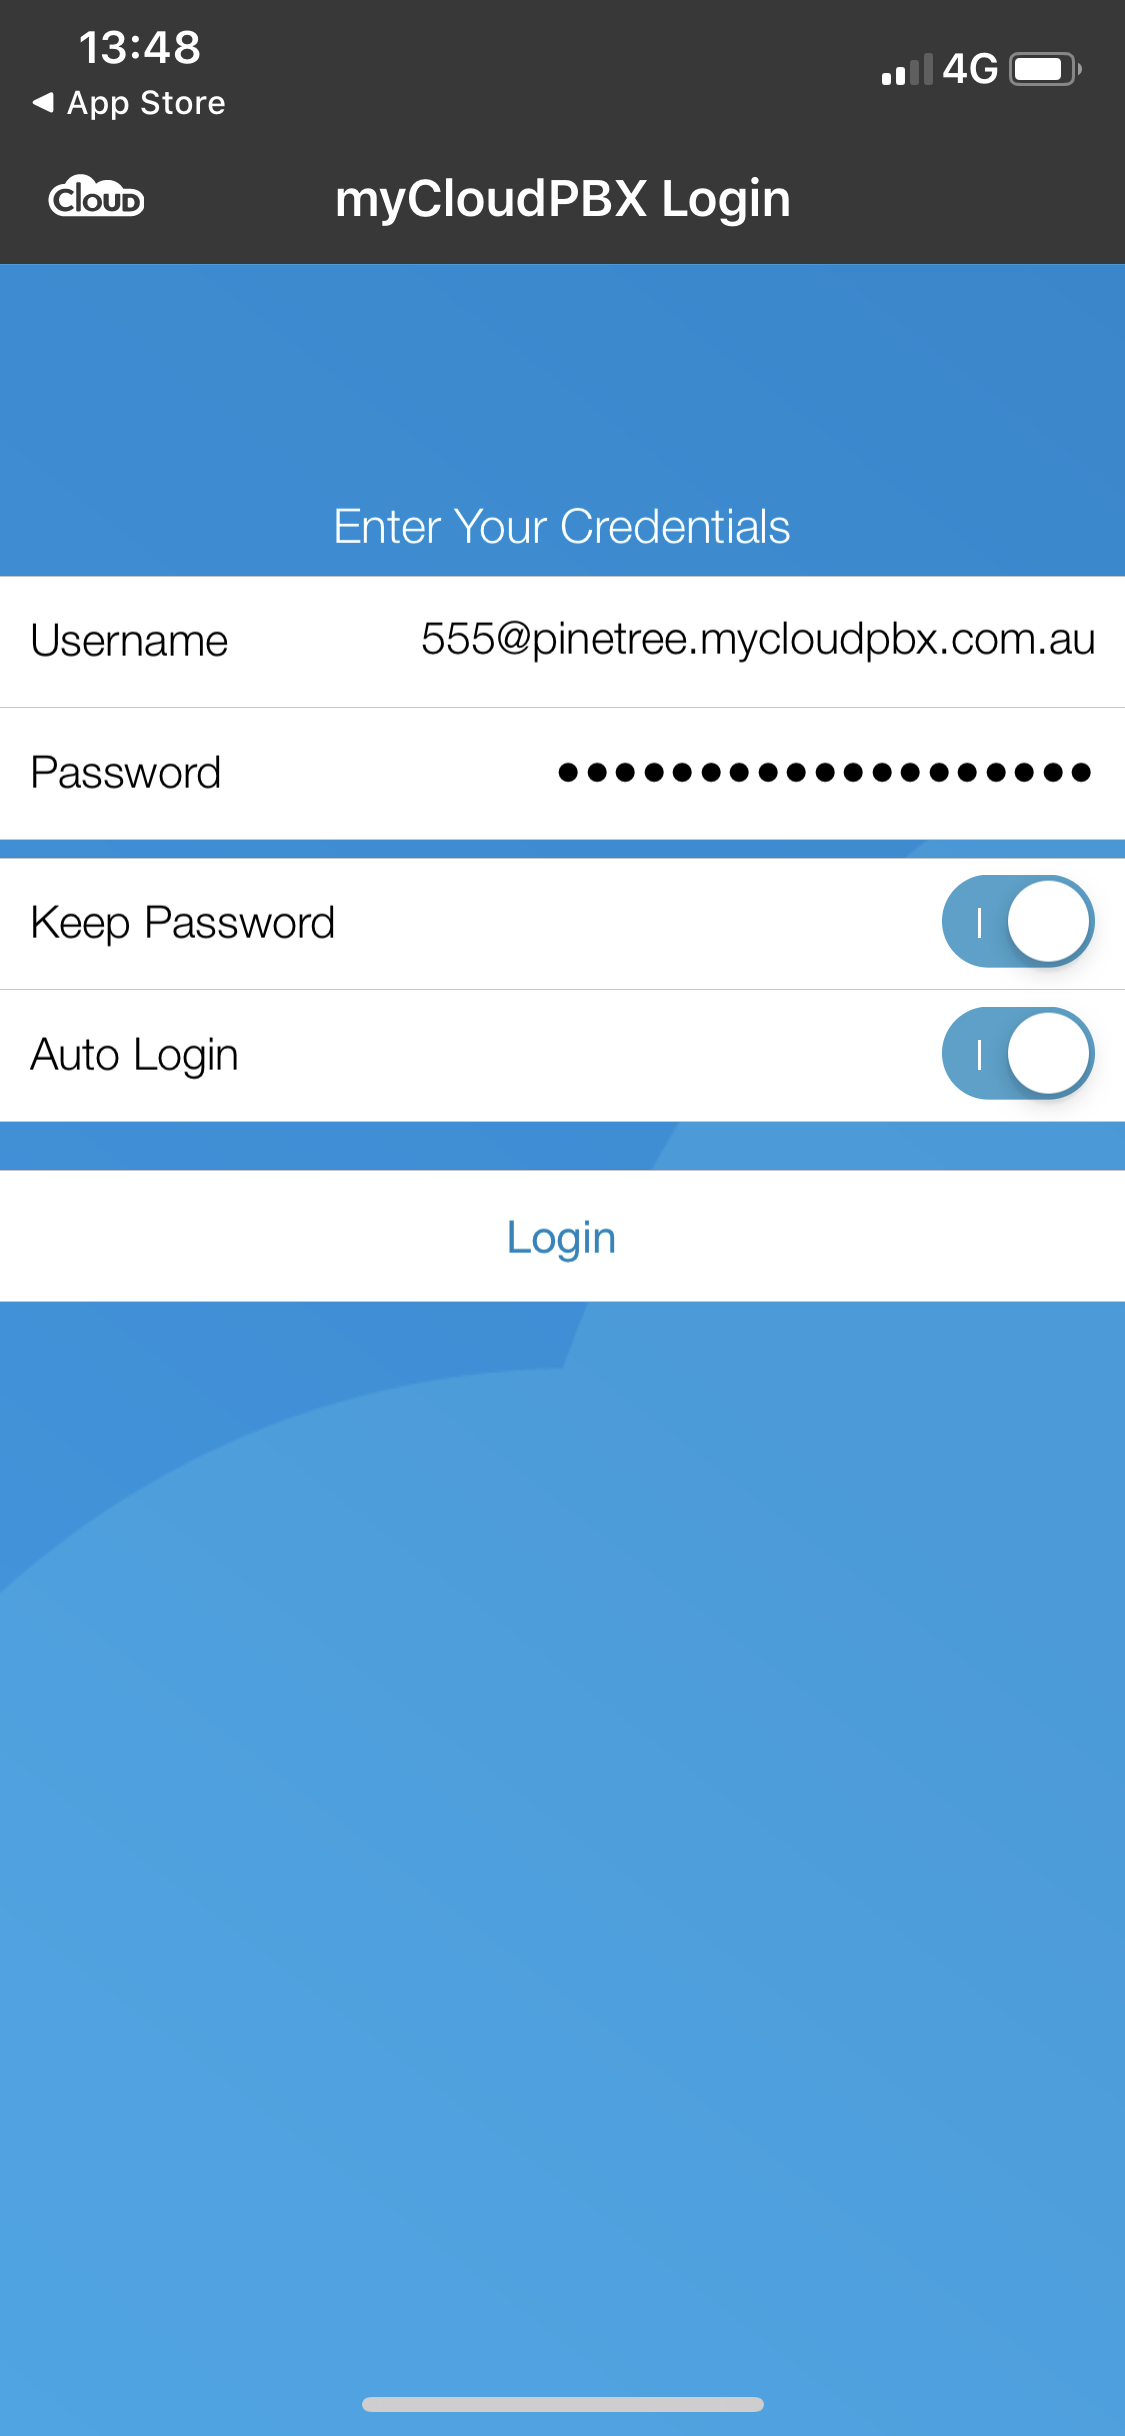 13:48
4G
◀ App Store
CLOUD
myCloudPBX Login
Enter Your Credentials
Username 555@pinetree.mycloudpbx.com.au
Password ●●●●●●●●●●●●●●●●●●●
Keep Password
Auto Login
Login